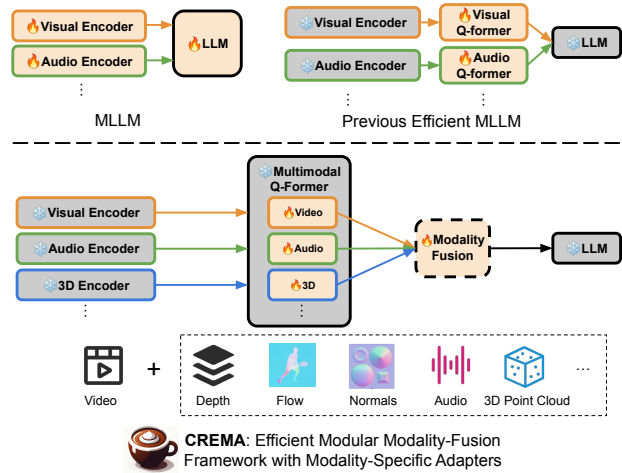 Visual Encoder
Audio Encoder
LLM
⋮
MLLM
Visual Encoder
Audio Encoder
Visual
Q-former
Audio
Q-former
LLM
⋮
⋮
Previous Efficient MLLM
Multimodal
Q-Former
Visual Encoder
Audio Encoder
3D Encoder
⋮
Video
Audio
3D
⋮
Modality
Fusion
LLM
Video
+
Depth
Flow
Normals
Audio
3D Point Cloud
...
CREMA: Efficient Modular Modality-Fusion
Framework with Modality-Specific Adapters